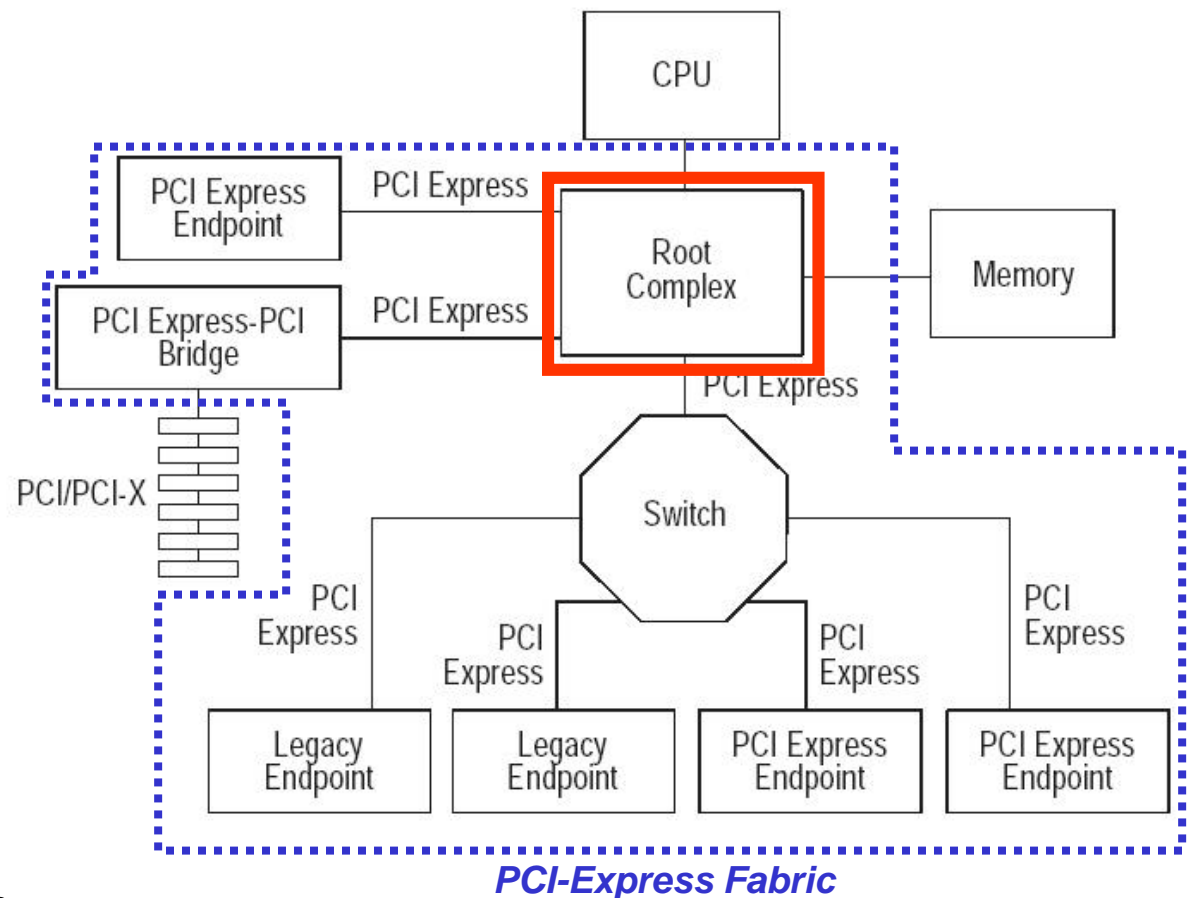 CPU
PCI Express
Endpoint
PCI Express
Root
Complex
Memory
PCI Express-PCI
Bridge
PCI Express
PCI Express
PCI/PCI-X
Switch
PCI
Express
PCI
Express
PCI
Express
PCI
Express
Legacy
Endpoint
Legacy
Endpoint
PCI Express
Endpoint
PCI Express
Endpoint
PCI-Express Fabric